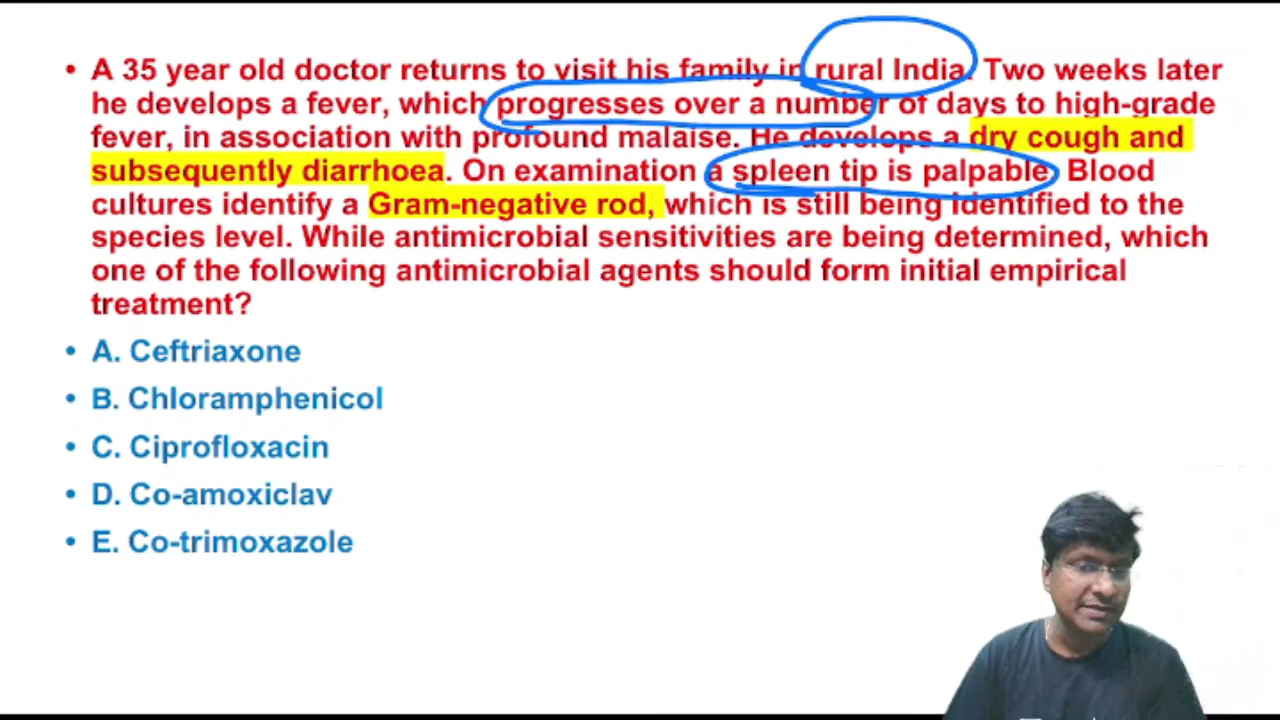 • A 35 year old doctor returns to visit his family in rural India. Two weeks later
he develops a fever, which progresses over a number of days to high-grade
fever, in association with profound malaise. He develops a dry cough and
subsequently diarrhoea. On examination a spleen tip is palpable. Blood
cultures identify a Gram-negative rod, which is still being identified to the
species level. While antimicrobial sensitivities are being determined, which
one of the following antimicrobial agents should form initial empirical
treatment?
• A. Ceftriaxone
• B. Chloramphenicol
• C. Ciprofloxacin
• D. Co-amoxiclav
• E. Co-trimoxazole